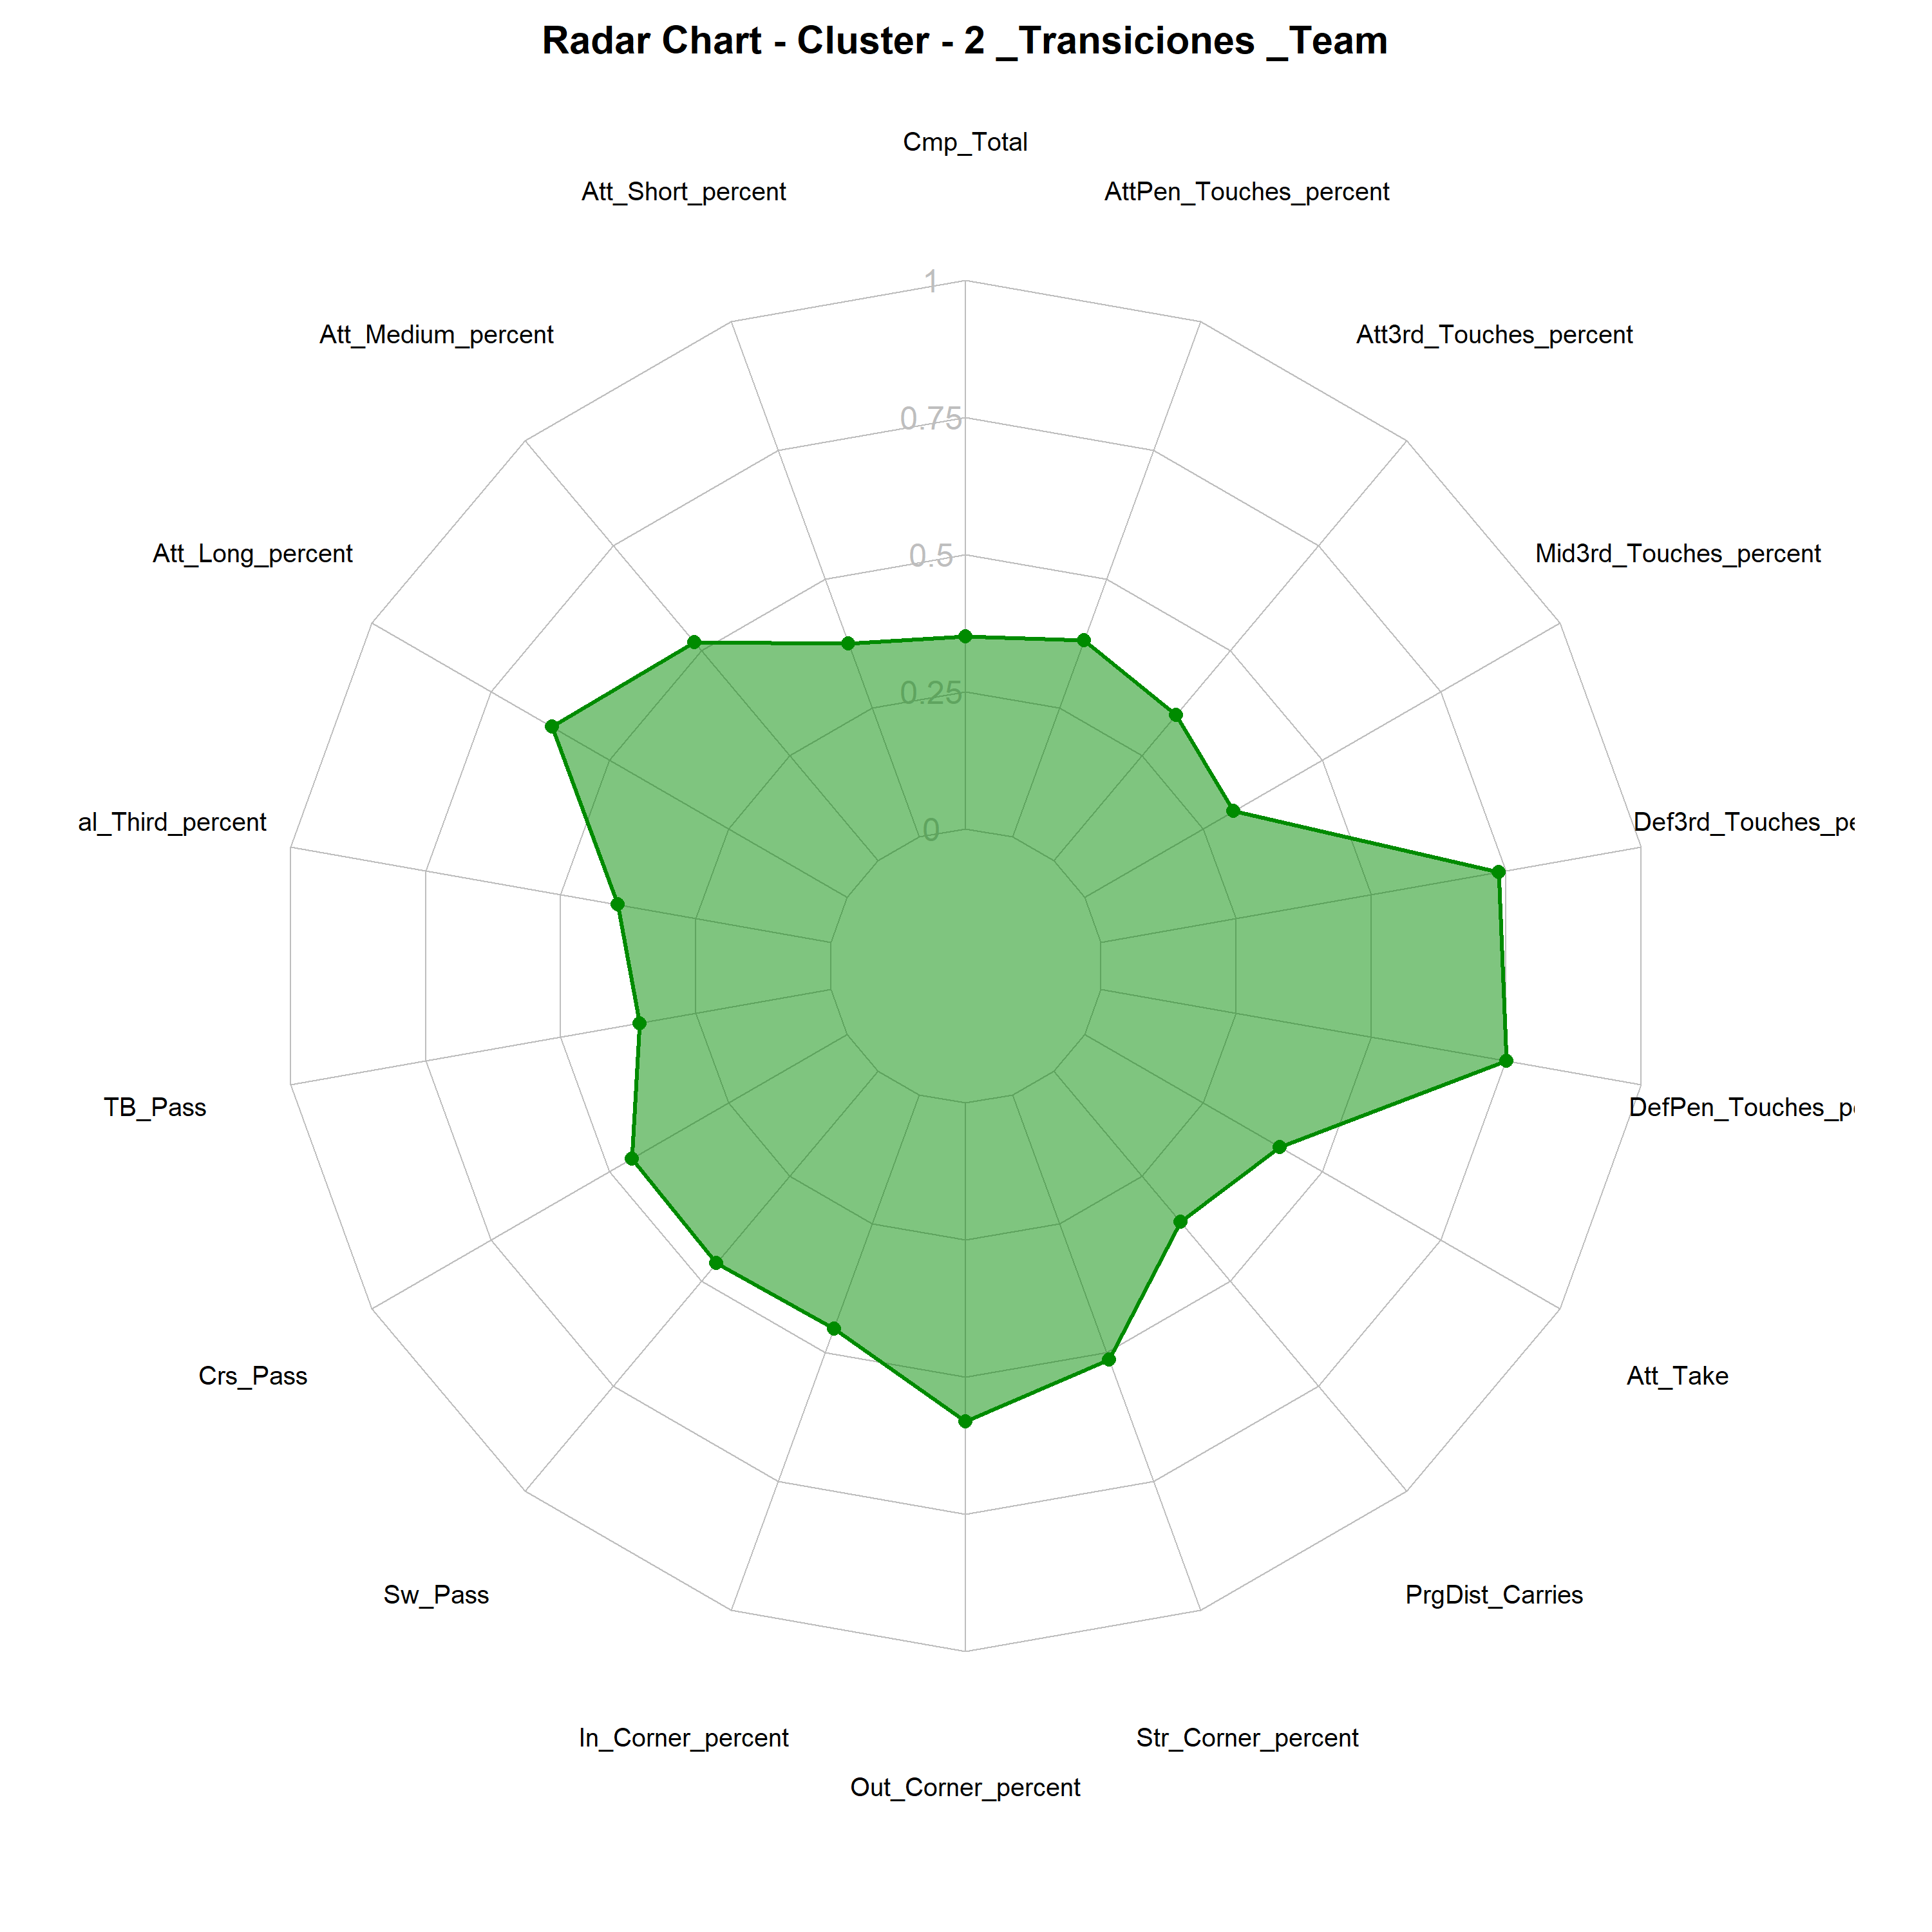 Radar Chart - Cluster - 2 _Transiciones _Team
Cmp_Total
Att_Short_percent
AttPen_Touches_percent
1
Att_Medium_percent
Att3rd_Touches_percent
0.75
Att_Long_percent
0.5
Mid3rd_Touches_percent
0.25
al_Third_percent
0
Def3rd_Touches_pe
TB_Pass
DefPen_Touches_pe
Crs_Pass
Att_Take
Sw_Pass
PrgDist_Carries
In_Corner_percent
Str_Corner_percent
Out_Corner_percent